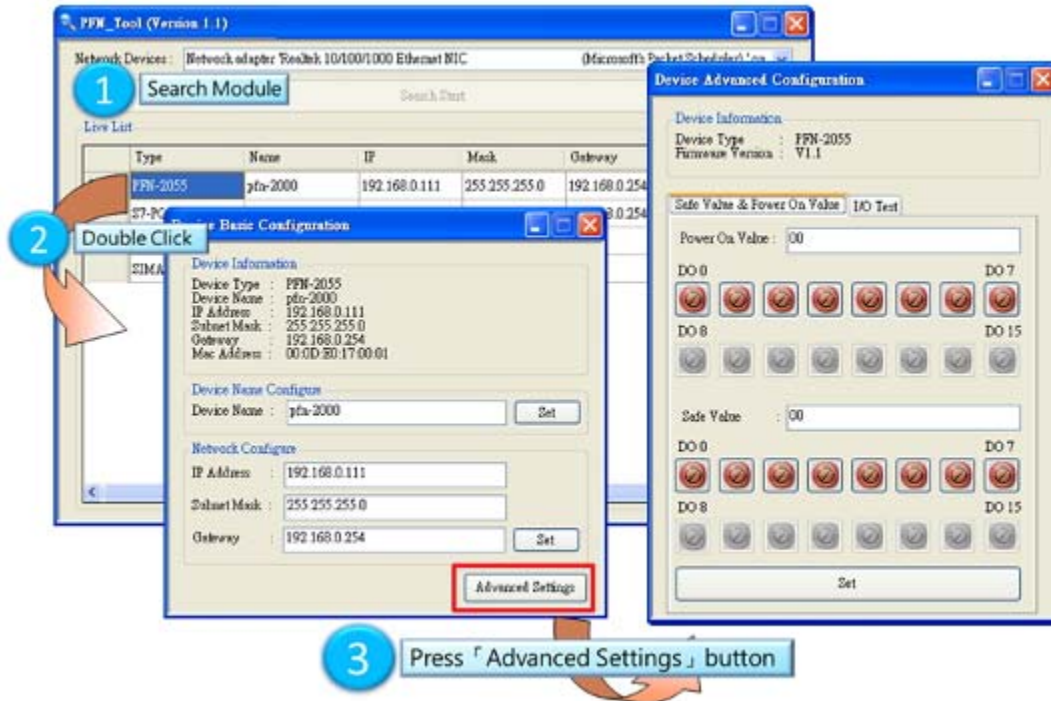 PFN_Tool (Version 1.1)
Network Devices : Network adapter 'Realtek 10/100/1000 Ethernet NIC (Microsoft's Packet Scheduler) ' on
1 Search Module
Search Start
Live List
Type Name IP Mask Gateway
PFN-2055 pfn-2000 192.168.0.111 255.255.255.0 192.168.0.254
2 Double Click
Device Basic Configuration
Device Information
Device Type : PFN-2055
Device Name : pfn-2000
IP Address : 192.168.0.111
Subnet Mask : 255.255.255.0
Gateway : 192.168.0.254
Mac Address : 00:0D:E0:17:00:01
Device Name Configure
Device Name : pfn-2000 Set
Network Configure
IP Address : 192.168.0.111
Subnet Mask : 255.255.255.0
Gateway : 192.168.0.254 Set
Advanced Settings
3 Press「Advanced Settings」button
Device Advanced Configuration
Device Information
Device Type : PFN-2055
Firmware Version : V1.1
Safe Value & Power On Value I/O Test
Power On Value : 00
DO 0 DO 7
DO 8 DO 15
Safe Value : 00
DO 0 DO 7
DO 8 DO 15
Set